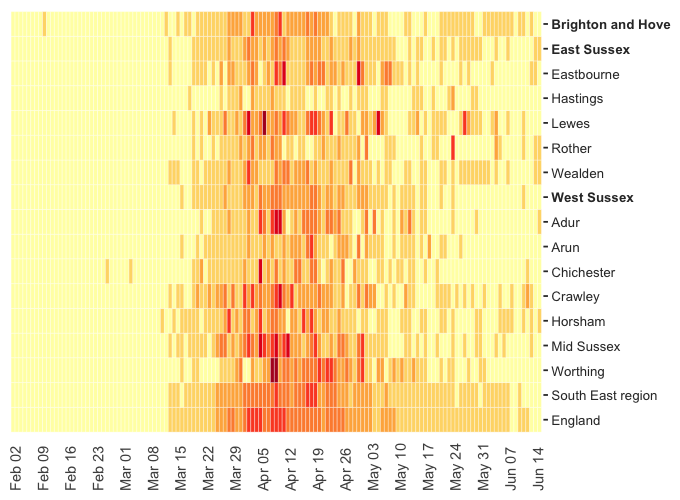 Brighton and Hove
East Sussex
Eastbourne
Hastings
Lewes
Rother
Wealden
West Sussex
Adur
Arun
Chichester
Crawley
Horsham
Mid Sussex
Worthing
South East region
England
Feb 02
Feb 09
Feb 16
Feb 23
Mar 01
Mar 08
Mar 15
Mar 22
Mar 29
Apr 05
Apr 12
Apr 19
Apr 26
May 03
May 10
May 17
May 24
May 31
Jun 07
Jun 14